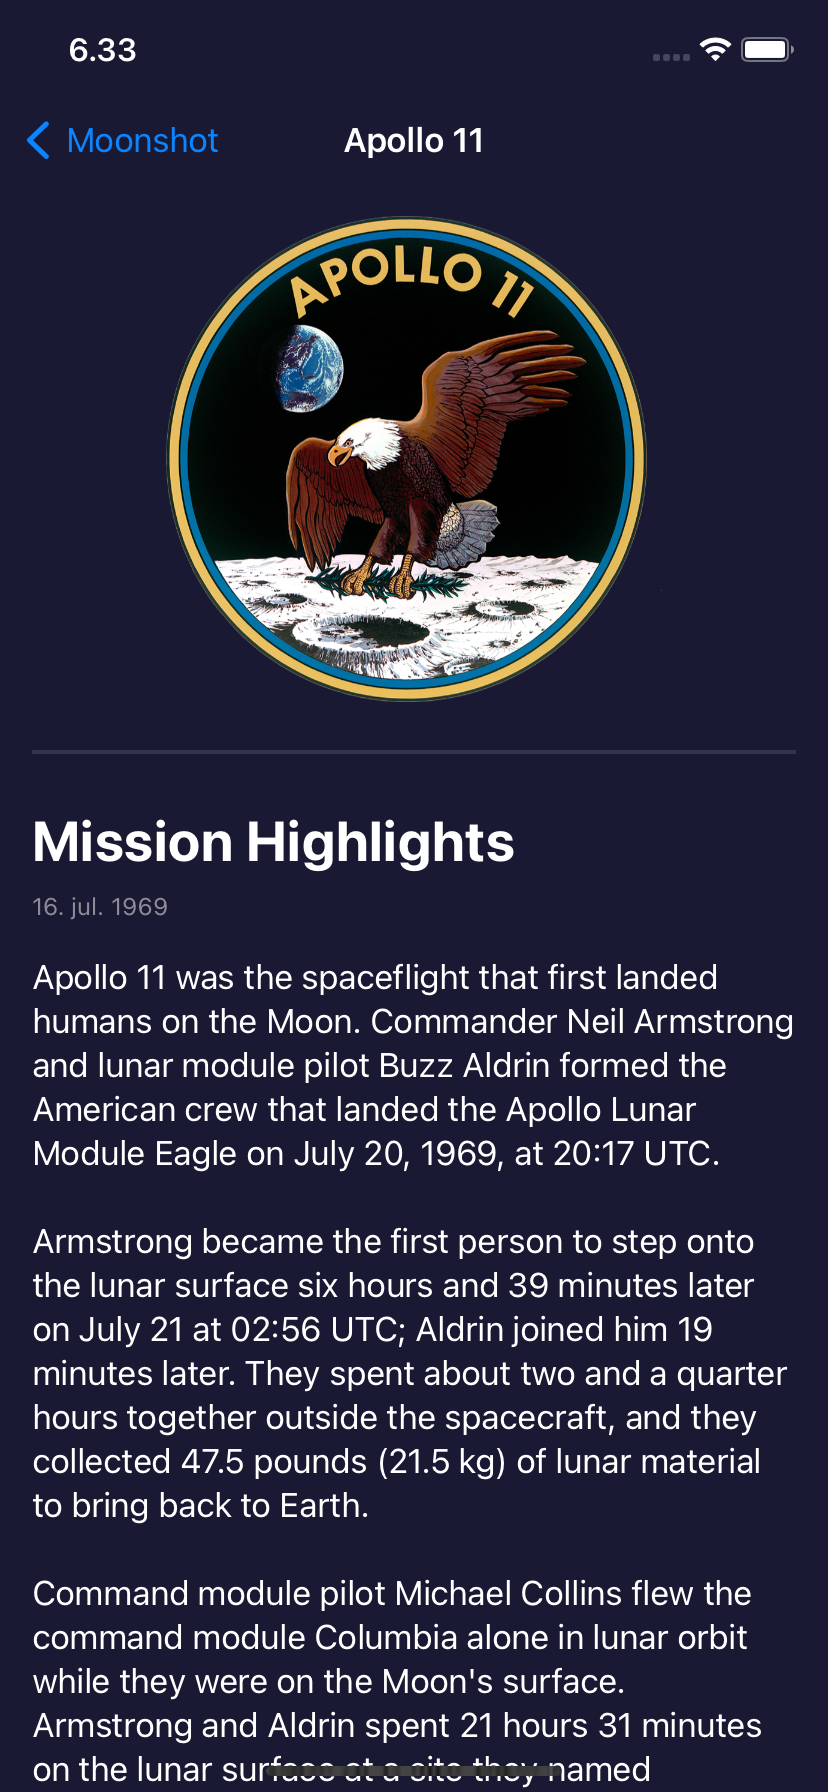 6.33
Moonshot
Apollo 11
APOLLO 11
Mission Highlights
16. jul. 1969
Apollo 11 was the spaceflight that first landed
humans on the Moon. Commander Neil Armstrong
and lunar module pilot Buzz Aldrin formed the
American crew that landed the Apollo Lunar
Module Eagle on July 20, 1969, at 20:17 UTC.
Armstrong became the first person to step onto
the lunar surface six hours and 39 minutes later
on July 21 at 02:56 UTC; Aldrin joined him 19
minutes later. They spent about two and a quarter
hours together outside the spacecraft, and they
collected 47.5 pounds (21.5 kg) of lunar material
to bring back to Earth.
Command module pilot Michael Collins flew the
command module Columbia alone in lunar orbit
while they were on the Moon's surface.
Armstrong and Aldrin spent 21 hours 31 minutes
on the lunar surface at a site they named